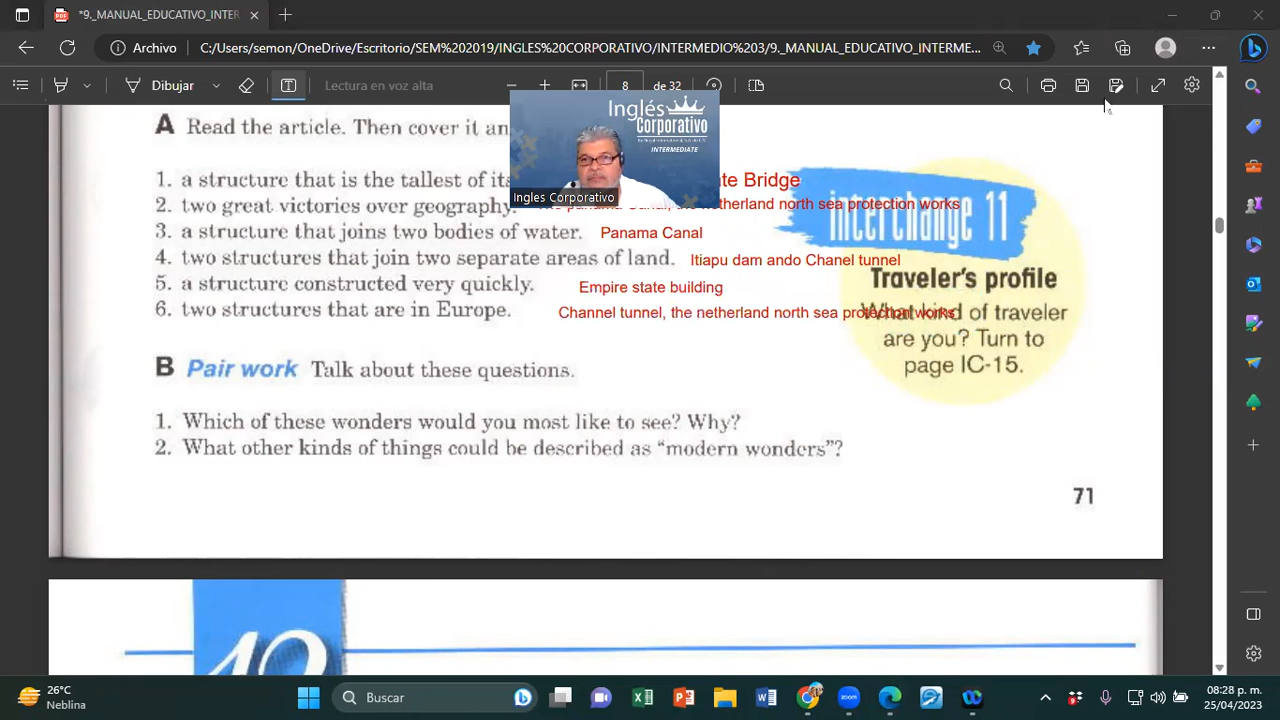 *9._MANUAL_EDUCATIVO_INTERME
Archivo C:/Users/semon/OneDrive/Escritorio/SEM%202019/INGLES%20CORPORATIVO/INTERMEDIO%203/9._MANUAL_EDUCATIVO_INTERME...
Dibujar Lectura en voz alta 8 de 32
A Read the article. Then cover it an
1. a structure that is the tallest of its te Bridge
2. two great victories over geography. panama Canal, the netherland north sea protection works
3. a structure that joins two bodies of water. Panama Canal
4. two structures that join two separate areas of land. Itiapu dam ando Chanel tunnel
5. a structure constructed very quickly. Empire state building
6. two structures that are in Europe. Channel tunnel, the netherland north sea protection works
Inglés
Corporativo
INTERMEDIATE
Ingles Corporativo
interchange 11
Traveler's profile
What kind of traveler
are you? Turn to
page IC-15.
B Pair work Talk about these questions.
1. Which of these wonders would you most like to see? Why?
2. What other kinds of things could be described as "modern wonders"?
71
26°C
Neblina
Buscar
08:28 p. m.
25/04/2023